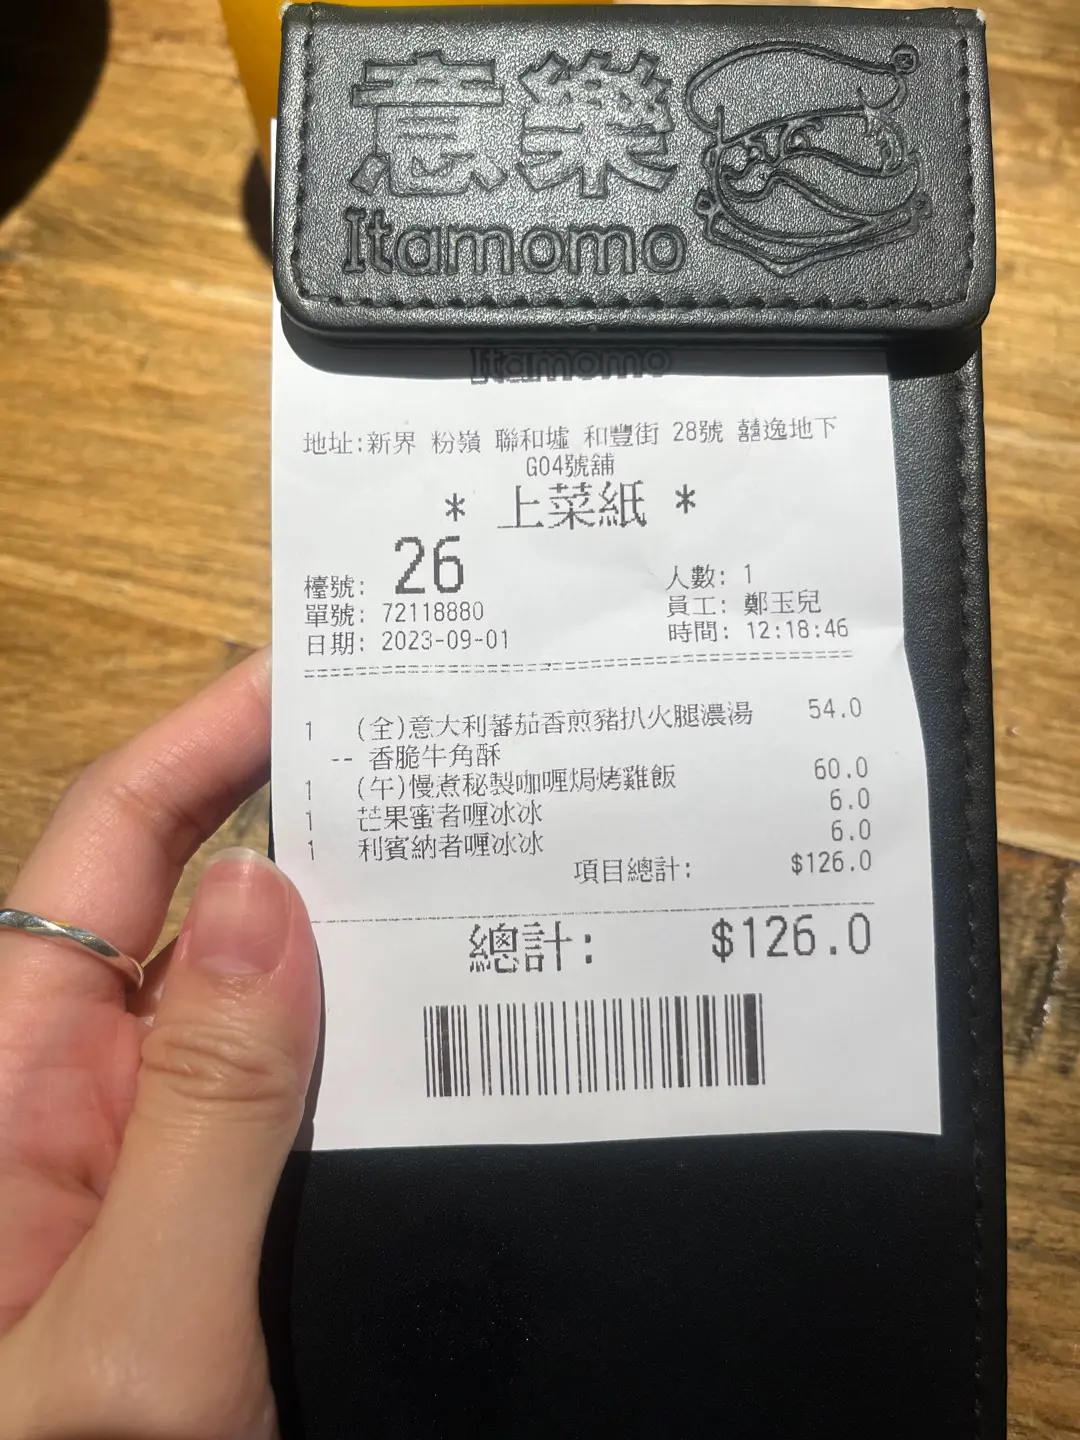 意樂
Itamomo
Itamomo
地址:新界 粉嶺 聯和墟 和豐街 28號 囍逸地下
G04號舖
* 上菜紙 *
檯號: 26 人數: 1
單號: 72118880 員工: 鄭玉兒
日期: 2023-09-01 時間: 12:18:46
1 (全)意大利蕃茄香煎豬扒火腿濃湯 54.0
-- 香脆牛角酥
1 (午)慢煮秘製咖喱焗烤雞飯 60.0
1 芒果蜜者喱冰冰 6.0
1 利賓納者喱冰冰 6.0
項目總計: $126.0
總計: $126.0